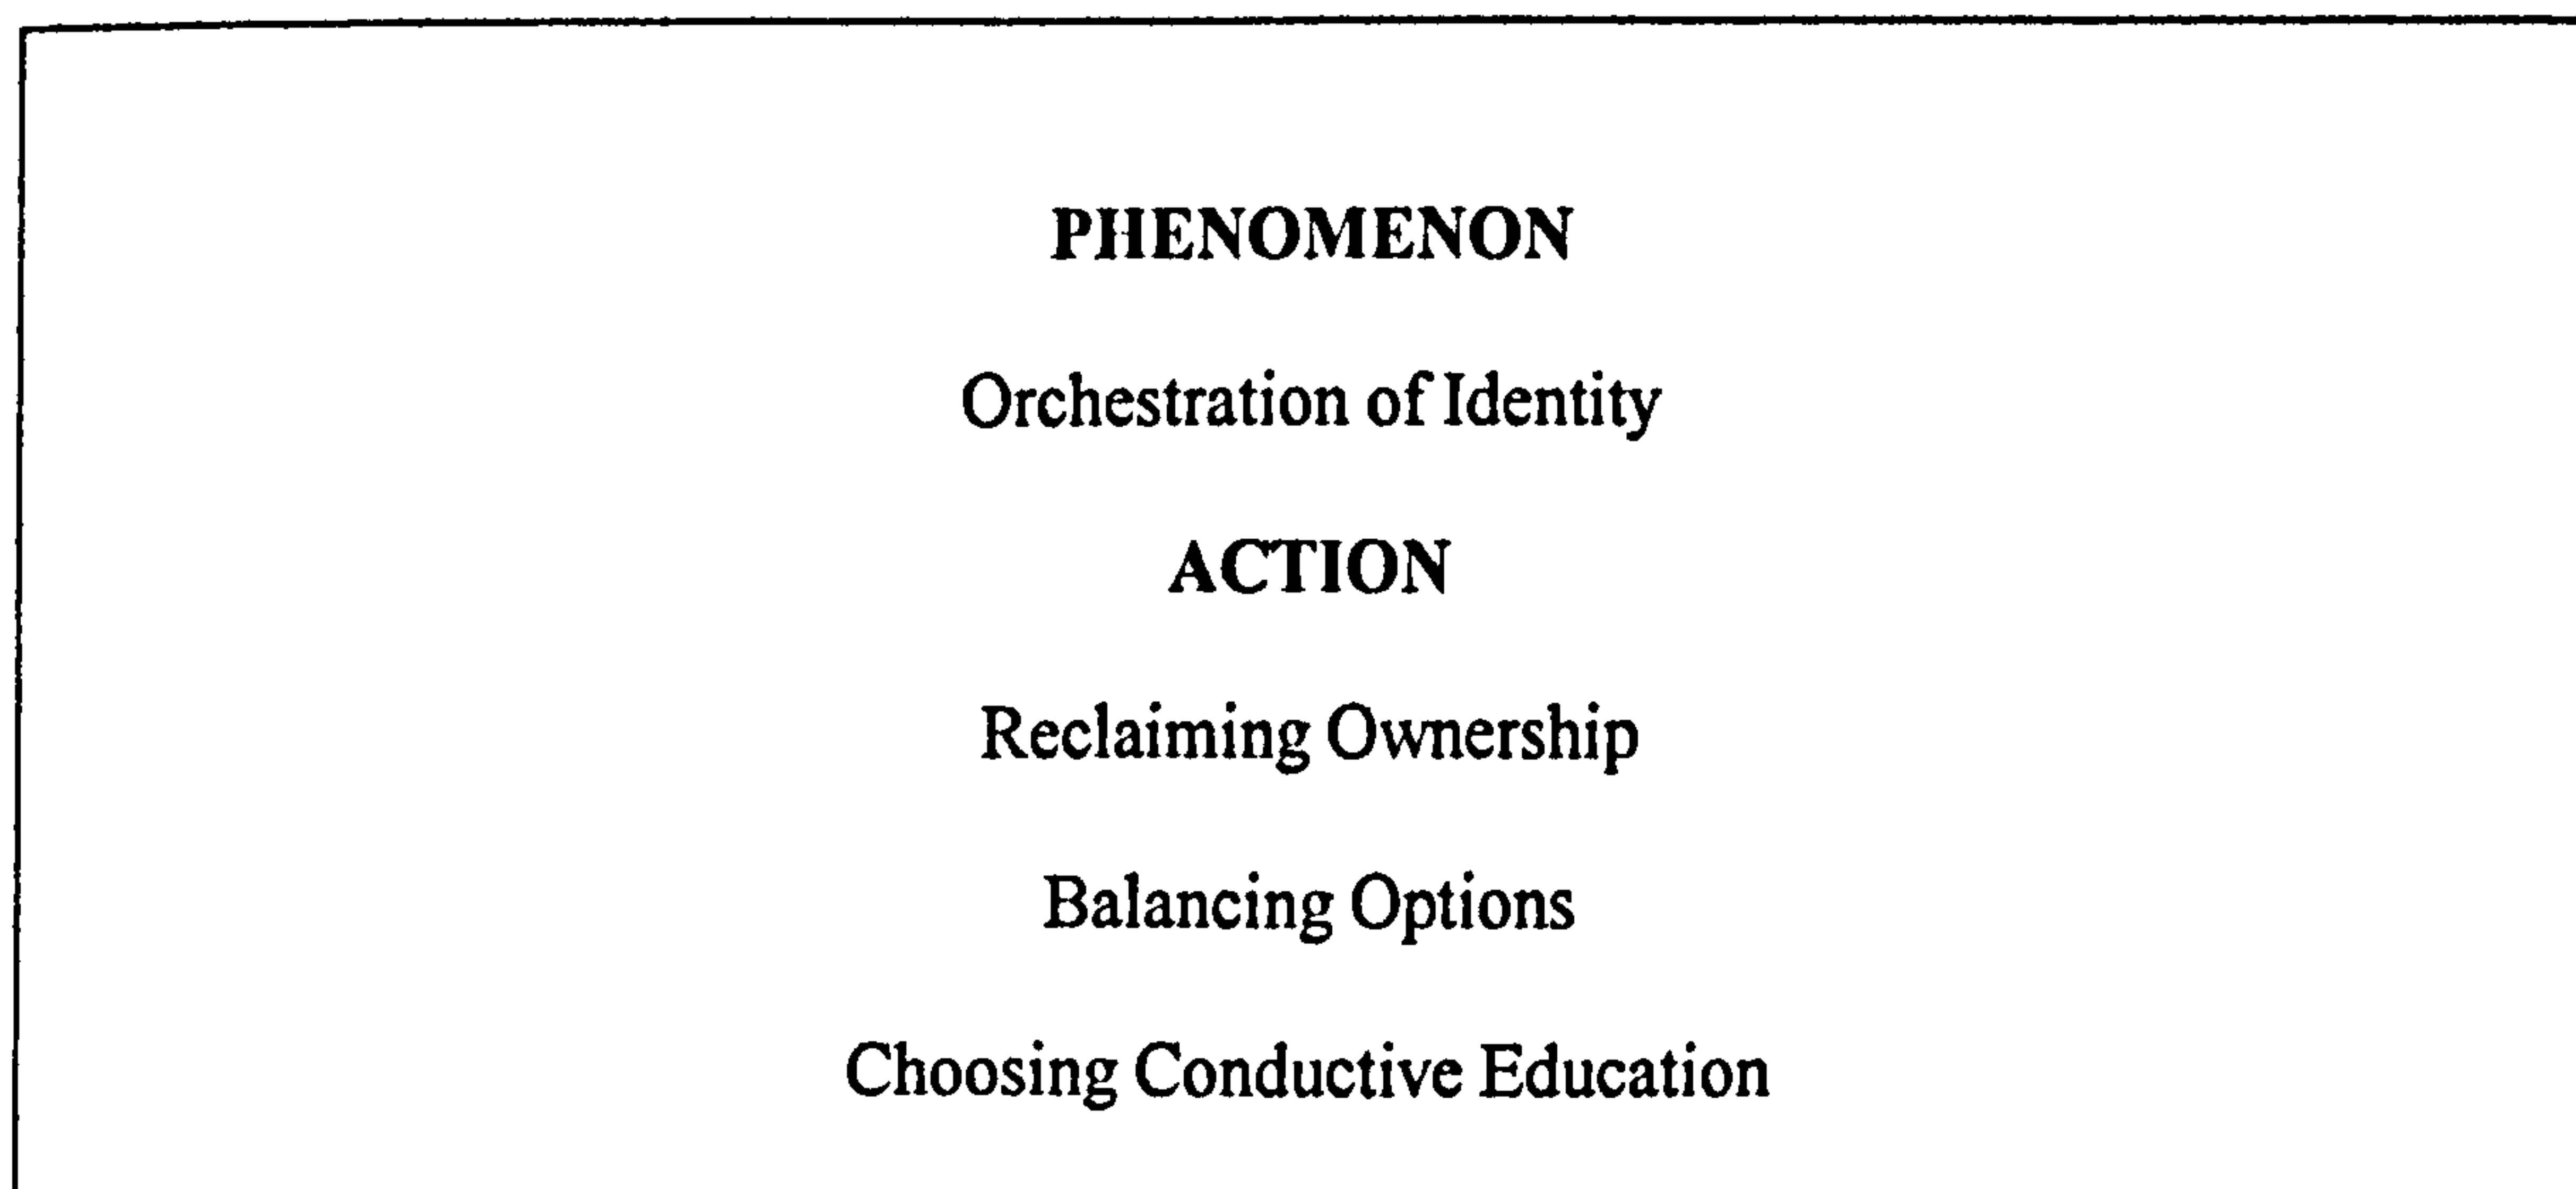 PHENOMENON
Orchestration of Identity
ACTION
Reclaiming Ownership
Balancing Options
Choosing Conductive Education